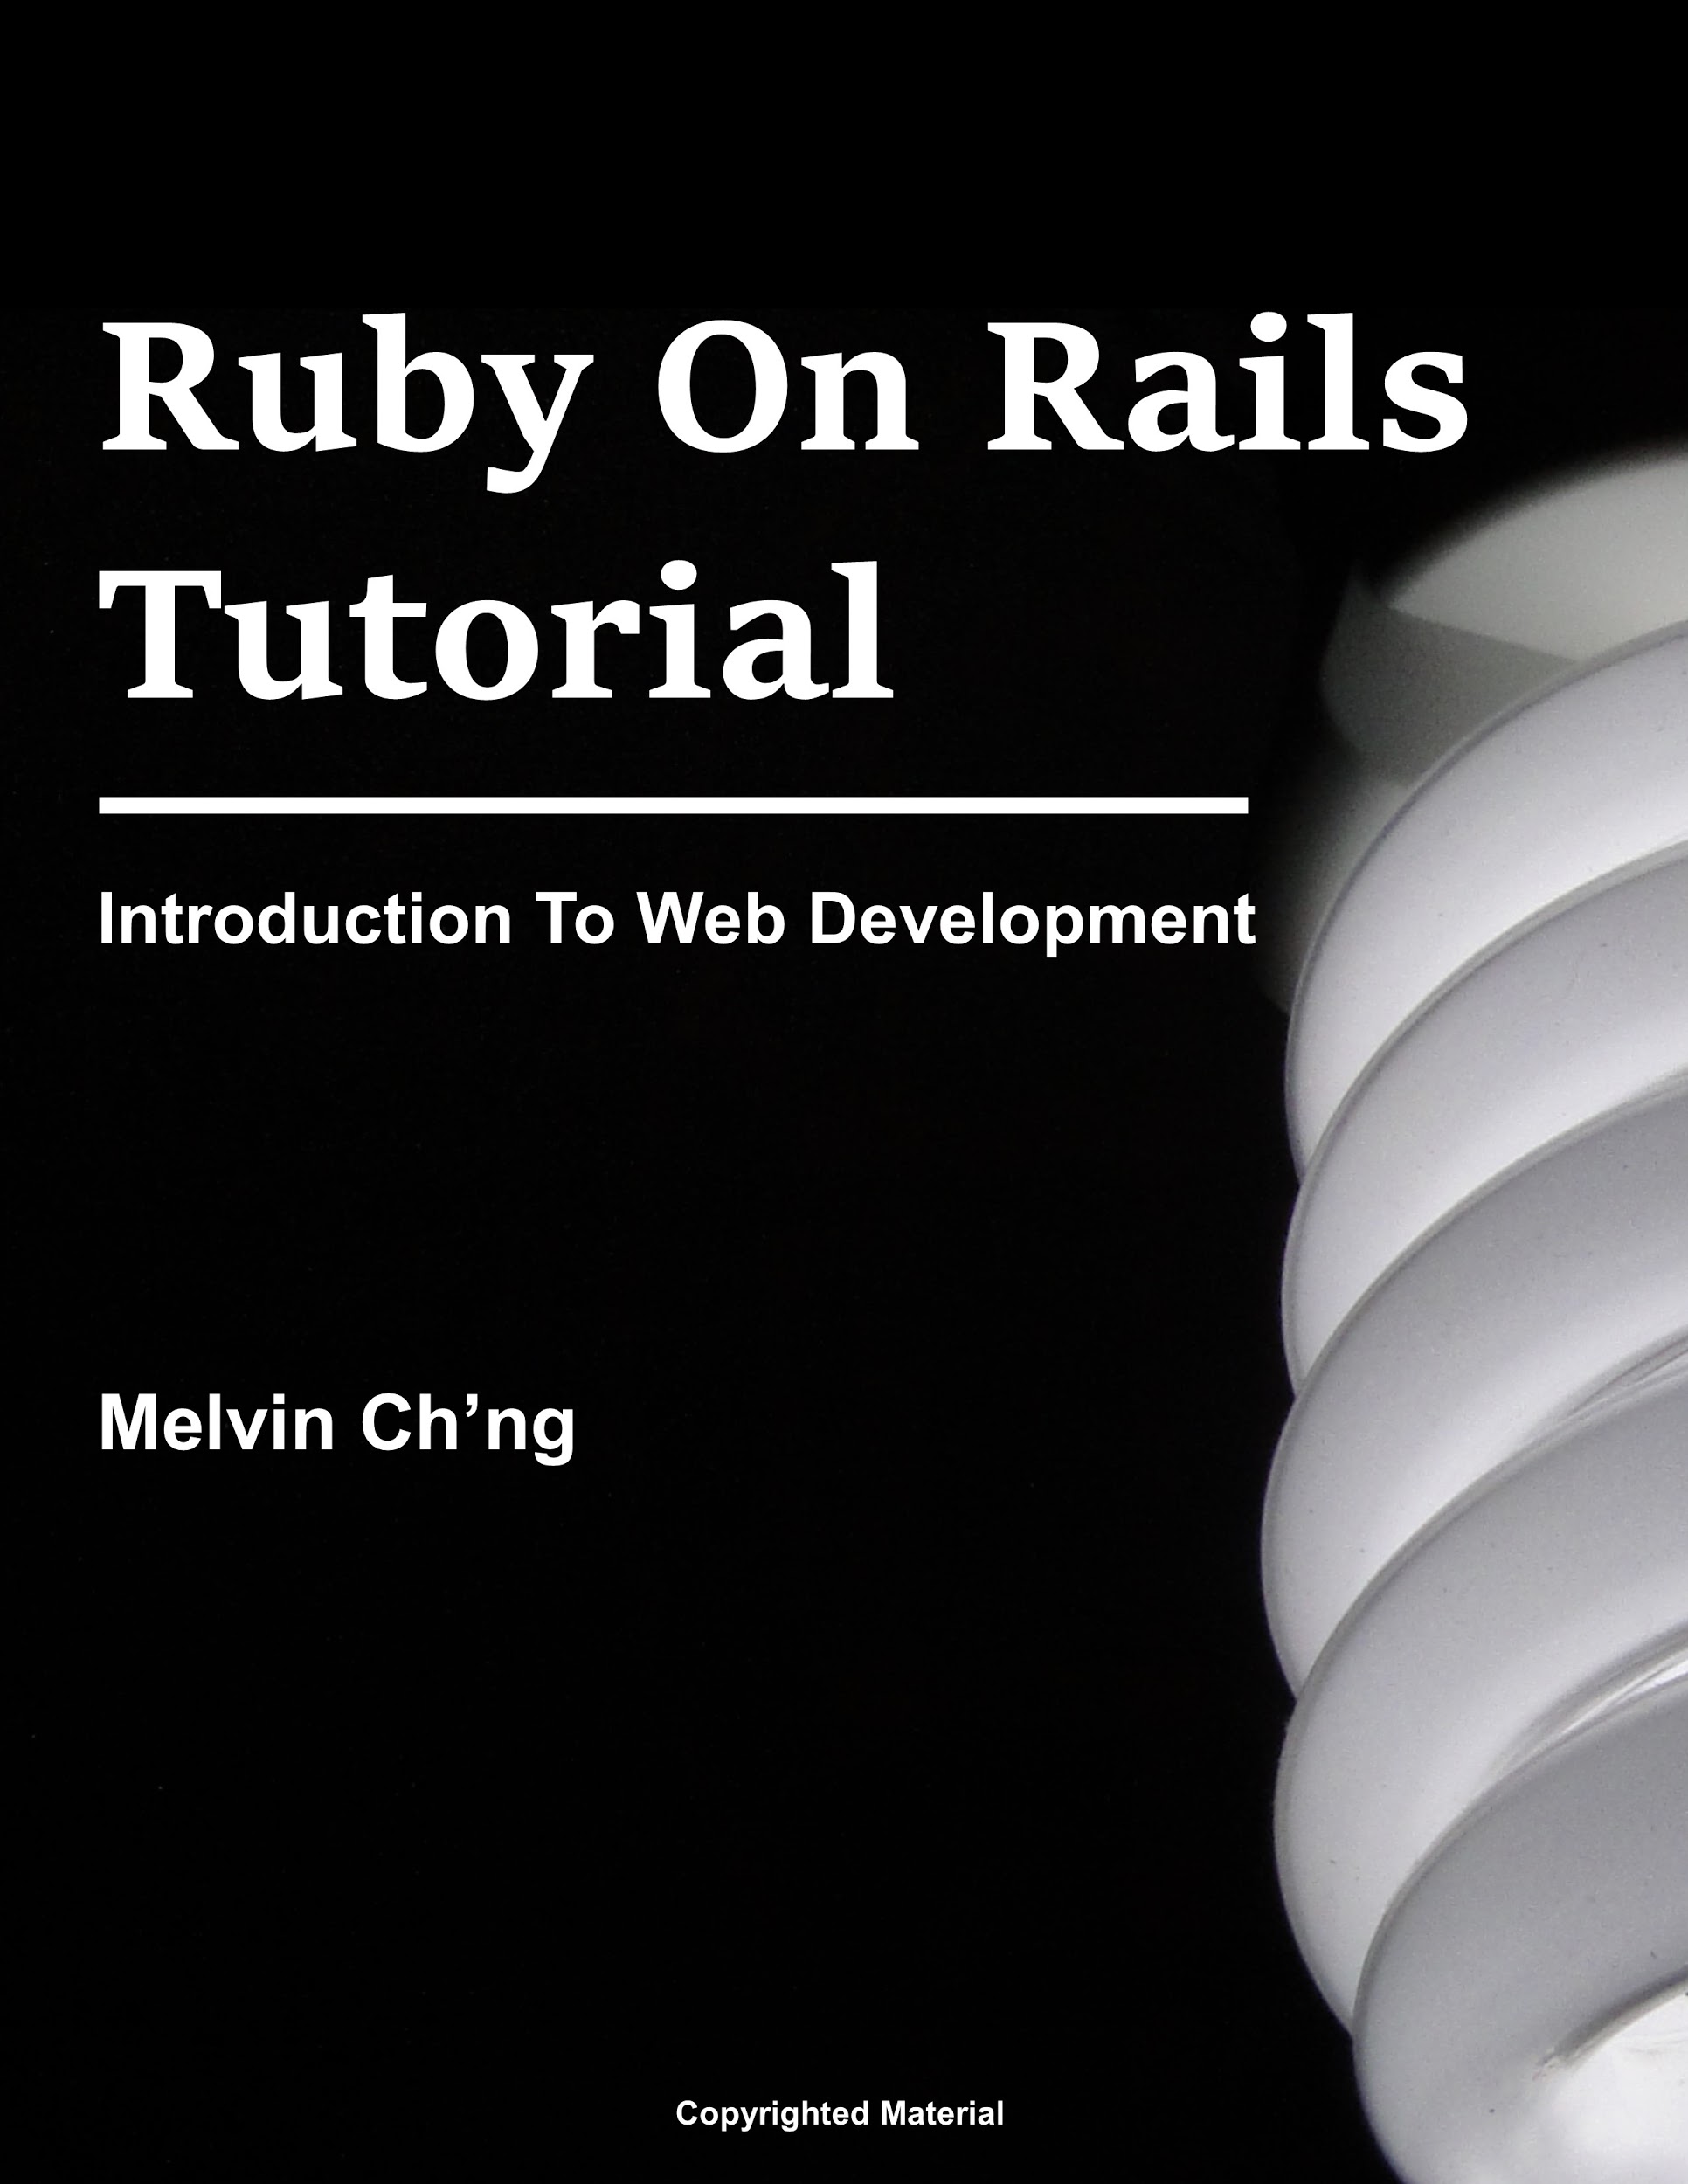 Ruby On Rails
Tutorial
Introduction To Web Development
Melvin Ch’ng
Copyrighted Material